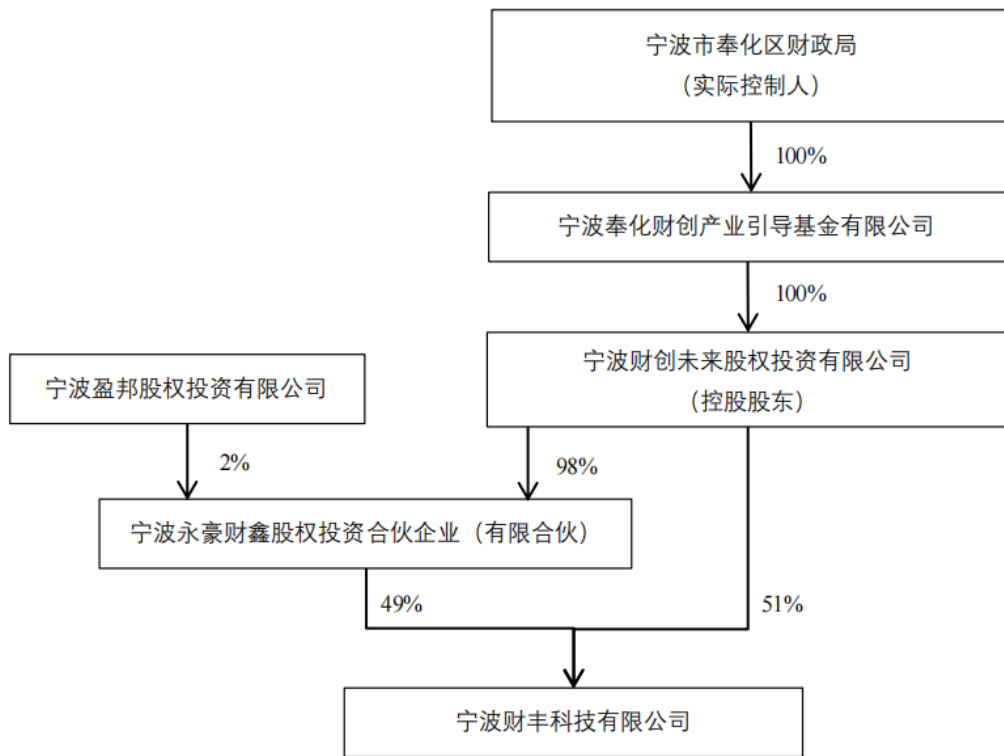 宁波市奉化区财政局
（实际控制人）
100%
宁波奉化财创产业引导基金有限公司
100%
宁波财创未来股权投资有限公司
（控股股东）
宁波盈邦股权投资有限公司
2%
98%
宁波永豪财鑫股权投资合伙企业（有限合伙）
49%
51%
宁波财丰科技有限公司